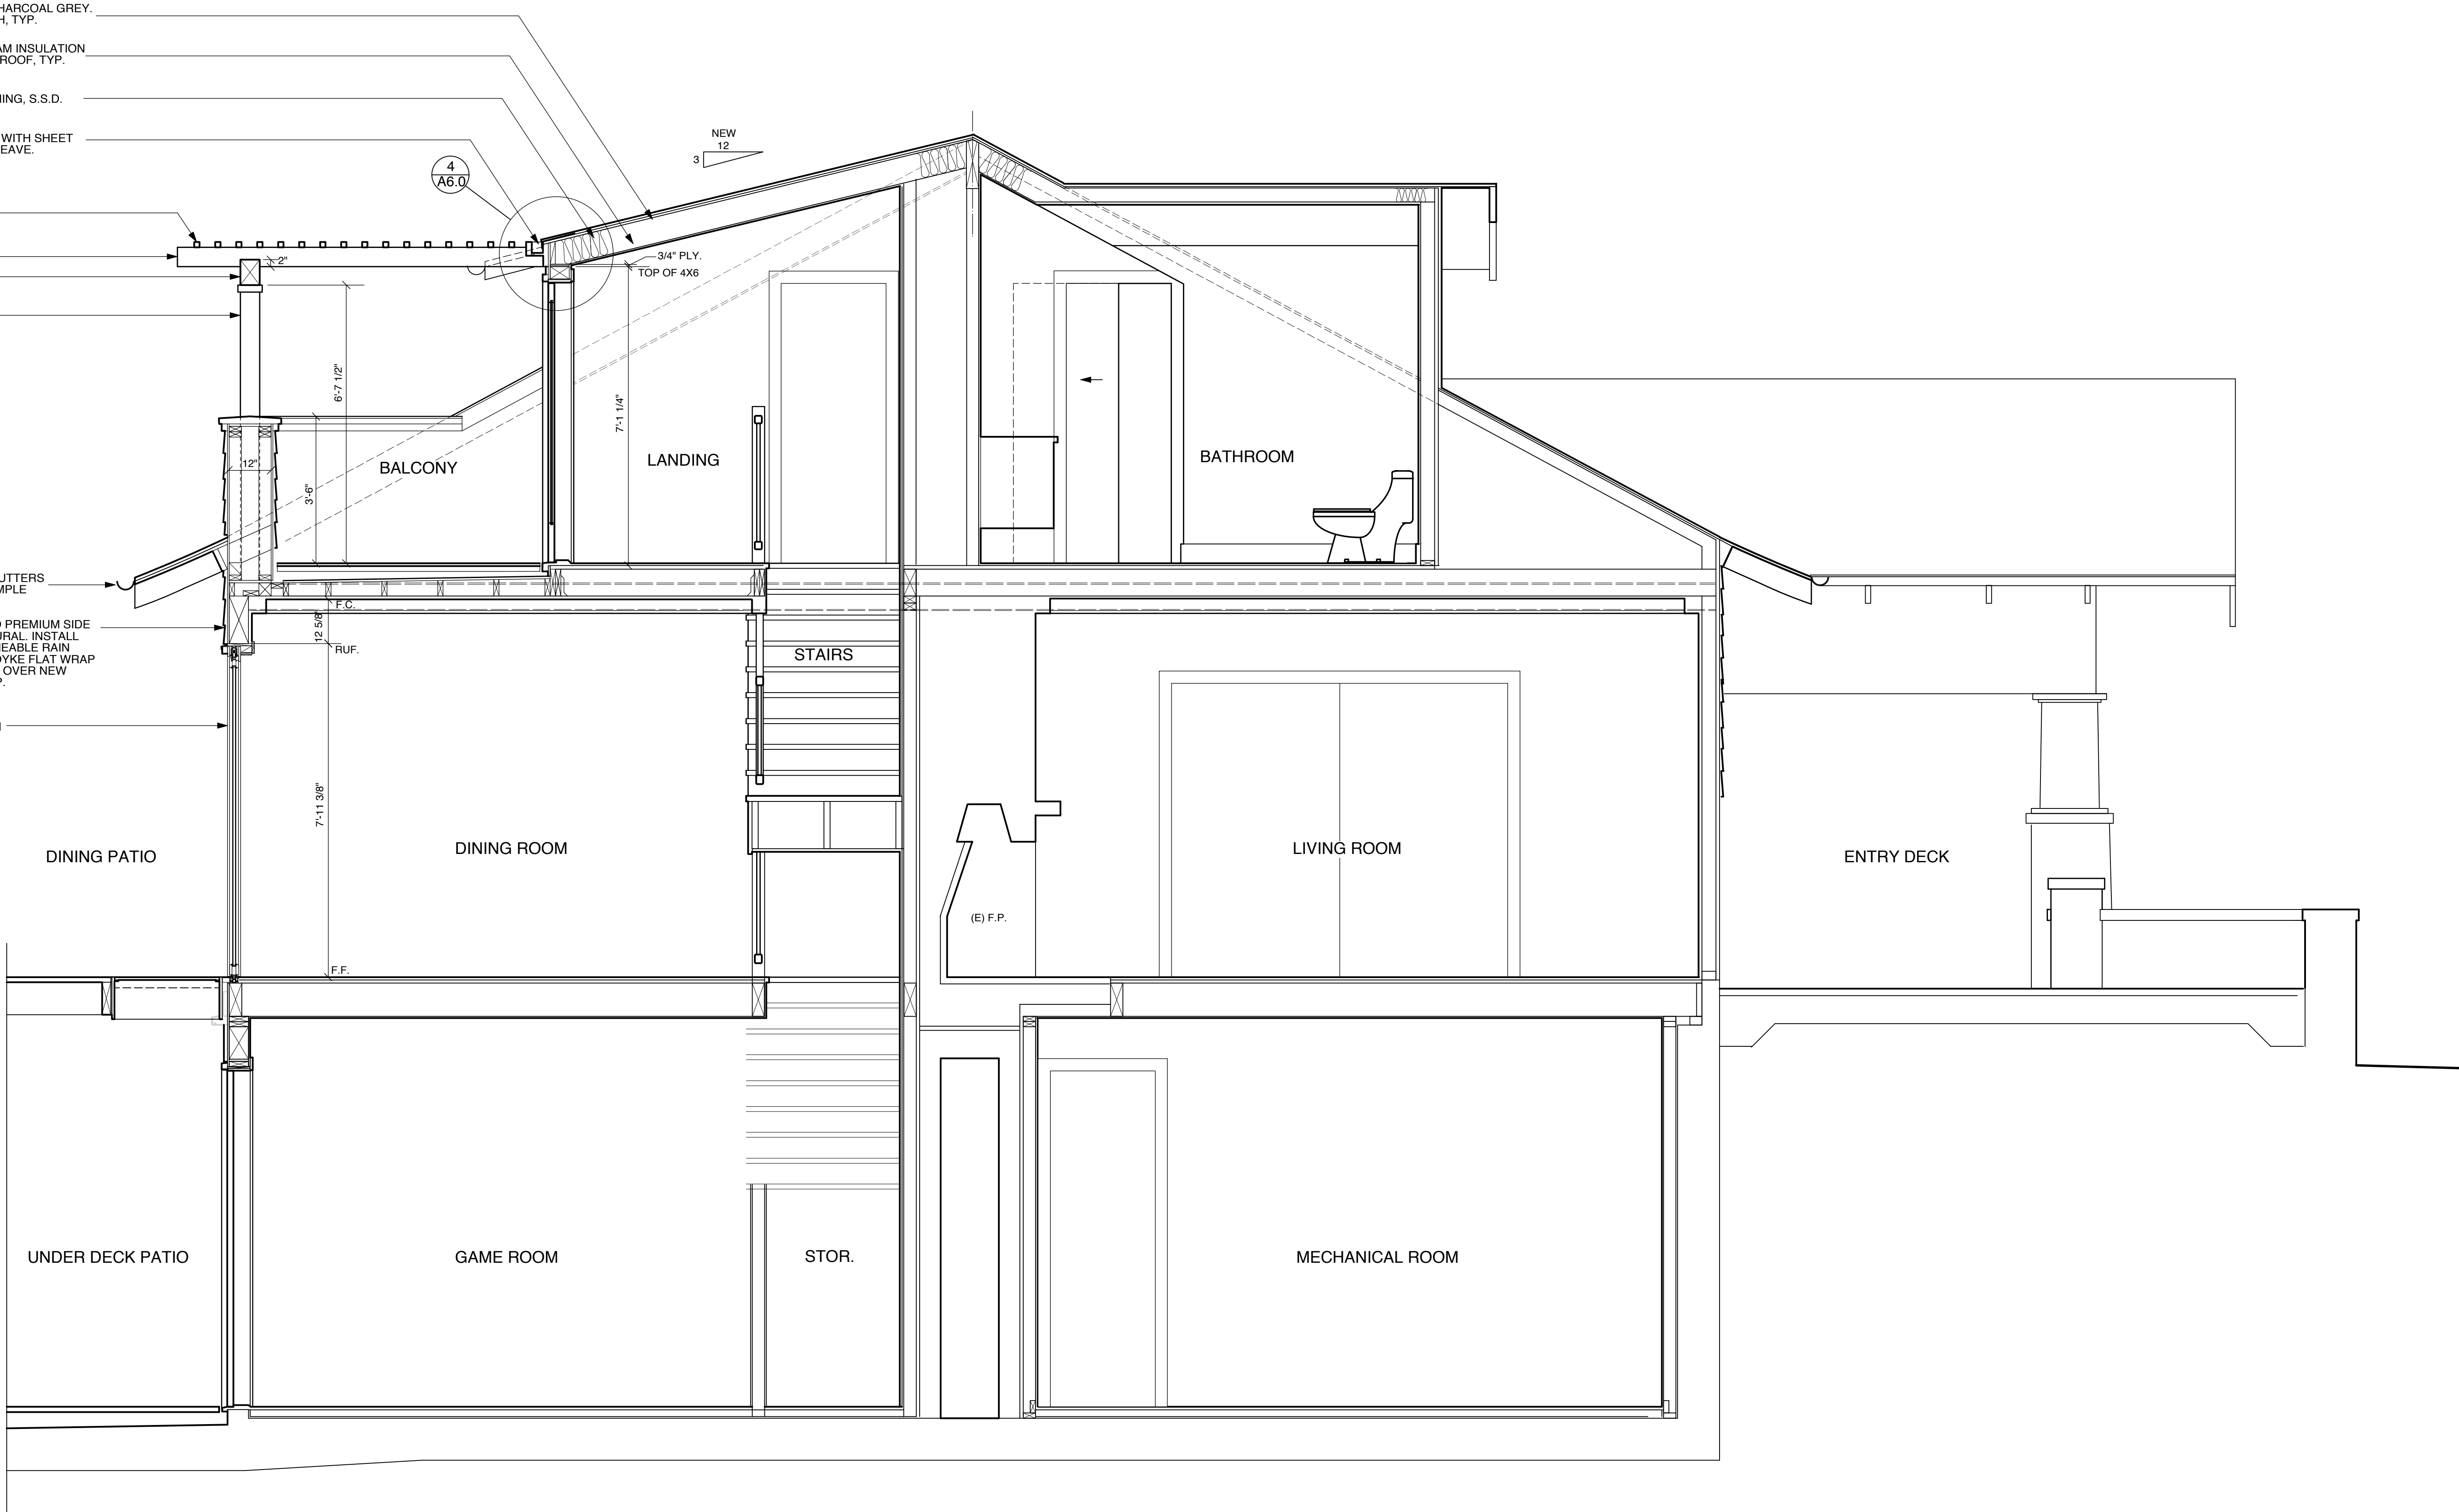 HARCOAL GREY.
H, TYP.
AM INSULATION
ROOF, TYP.
ING, S.S.D.
WITH SHEET
EAVE.
NEW
12
3
4
A6.0
2"
3/4" PLY.
TOP OF 4X6
6'-7 1/2"
7'-1 1/4"
12"
3'-6"
BALCONY
LANDING
BATHROOM
UTTERS
MPLE
F.C.
12 5/8"
RUF.
PREMIUM SIDE
URAL. INSTALL
MEABLE RAIN
DYKE FLAT WRAP
OVER NEW
P.
STAIRS
7'-11 3/8"
DINING PATIO
DINING ROOM
LIVING ROOM
ENTRY DECK
(E) F.P.
F.F.
UNDER DECK PATIO
GAME ROOM
STOR.
MECHANICAL ROOM